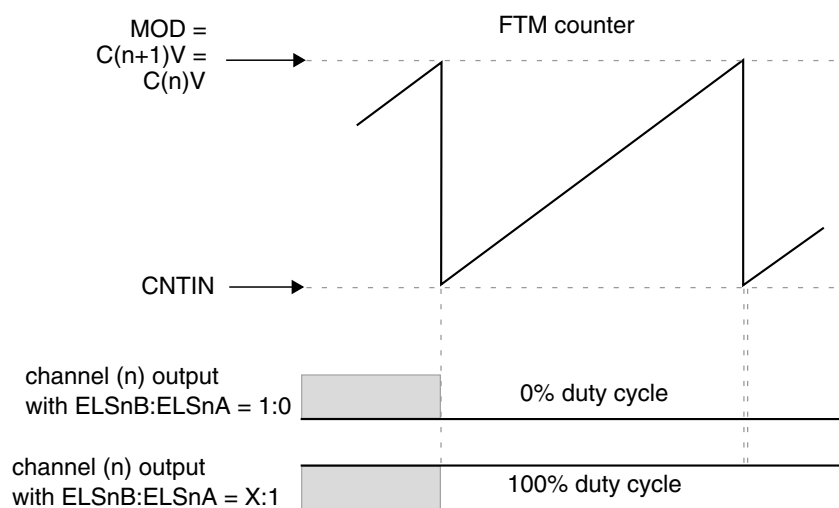 MOD =
C(n+1)V =
C(n)V
FTM counter
CNTIN
channel (n) output
with ELSnB:ELSnA = 1:0
0% duty cycle
channel (n) output
with ELSnB:ELSnA = X:1
100% duty cycle